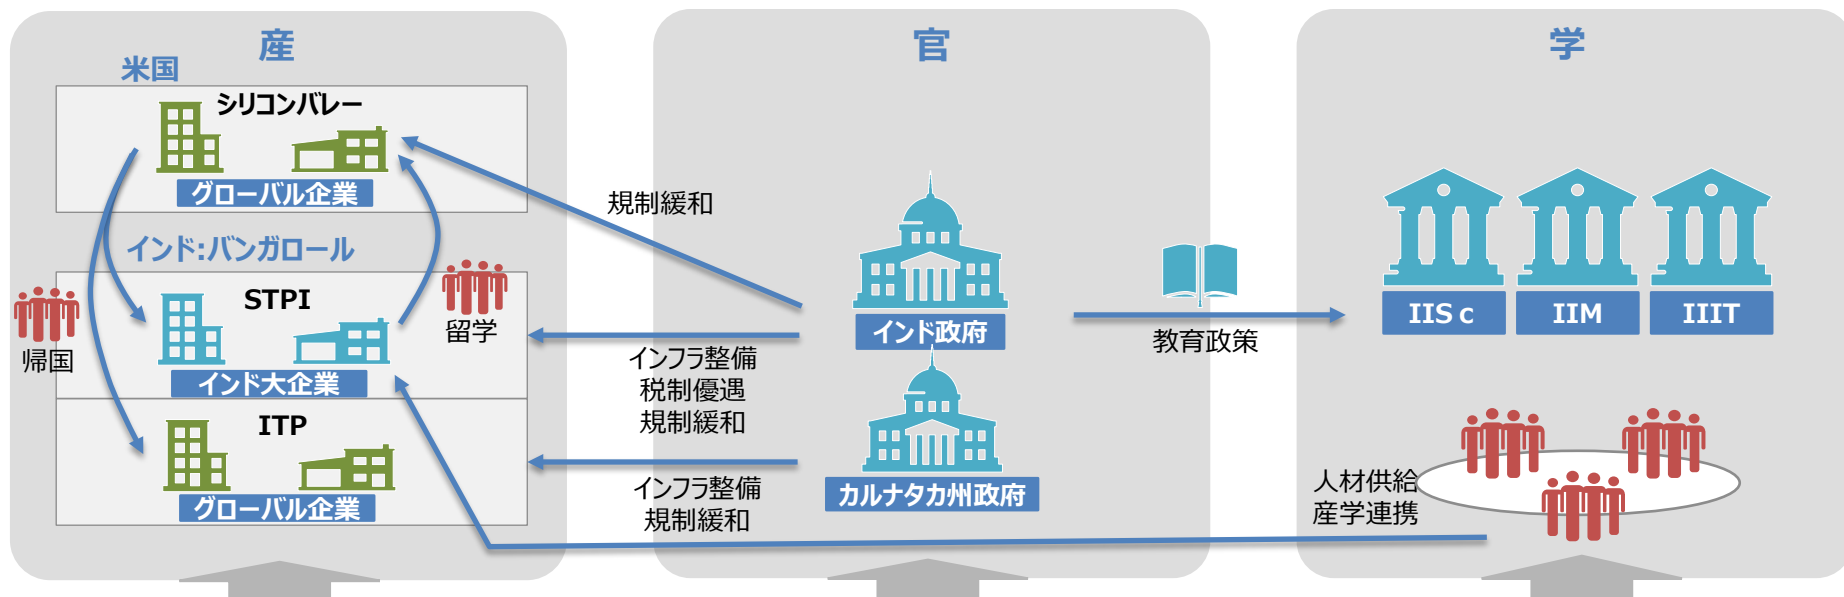 産
米国
シリコンバレー
グローバル企業
インド:バンガロール
STPI
インド大企業
帰国
留学
ITP
グローバル企業
官
規制緩和
インド政府
インフラ整備
税制優遇
規制緩和
カルナタカ州政府
インフラ整備
規制緩和
教育政策
学
IISc
IIM
IIIT
人材供給
産学連携